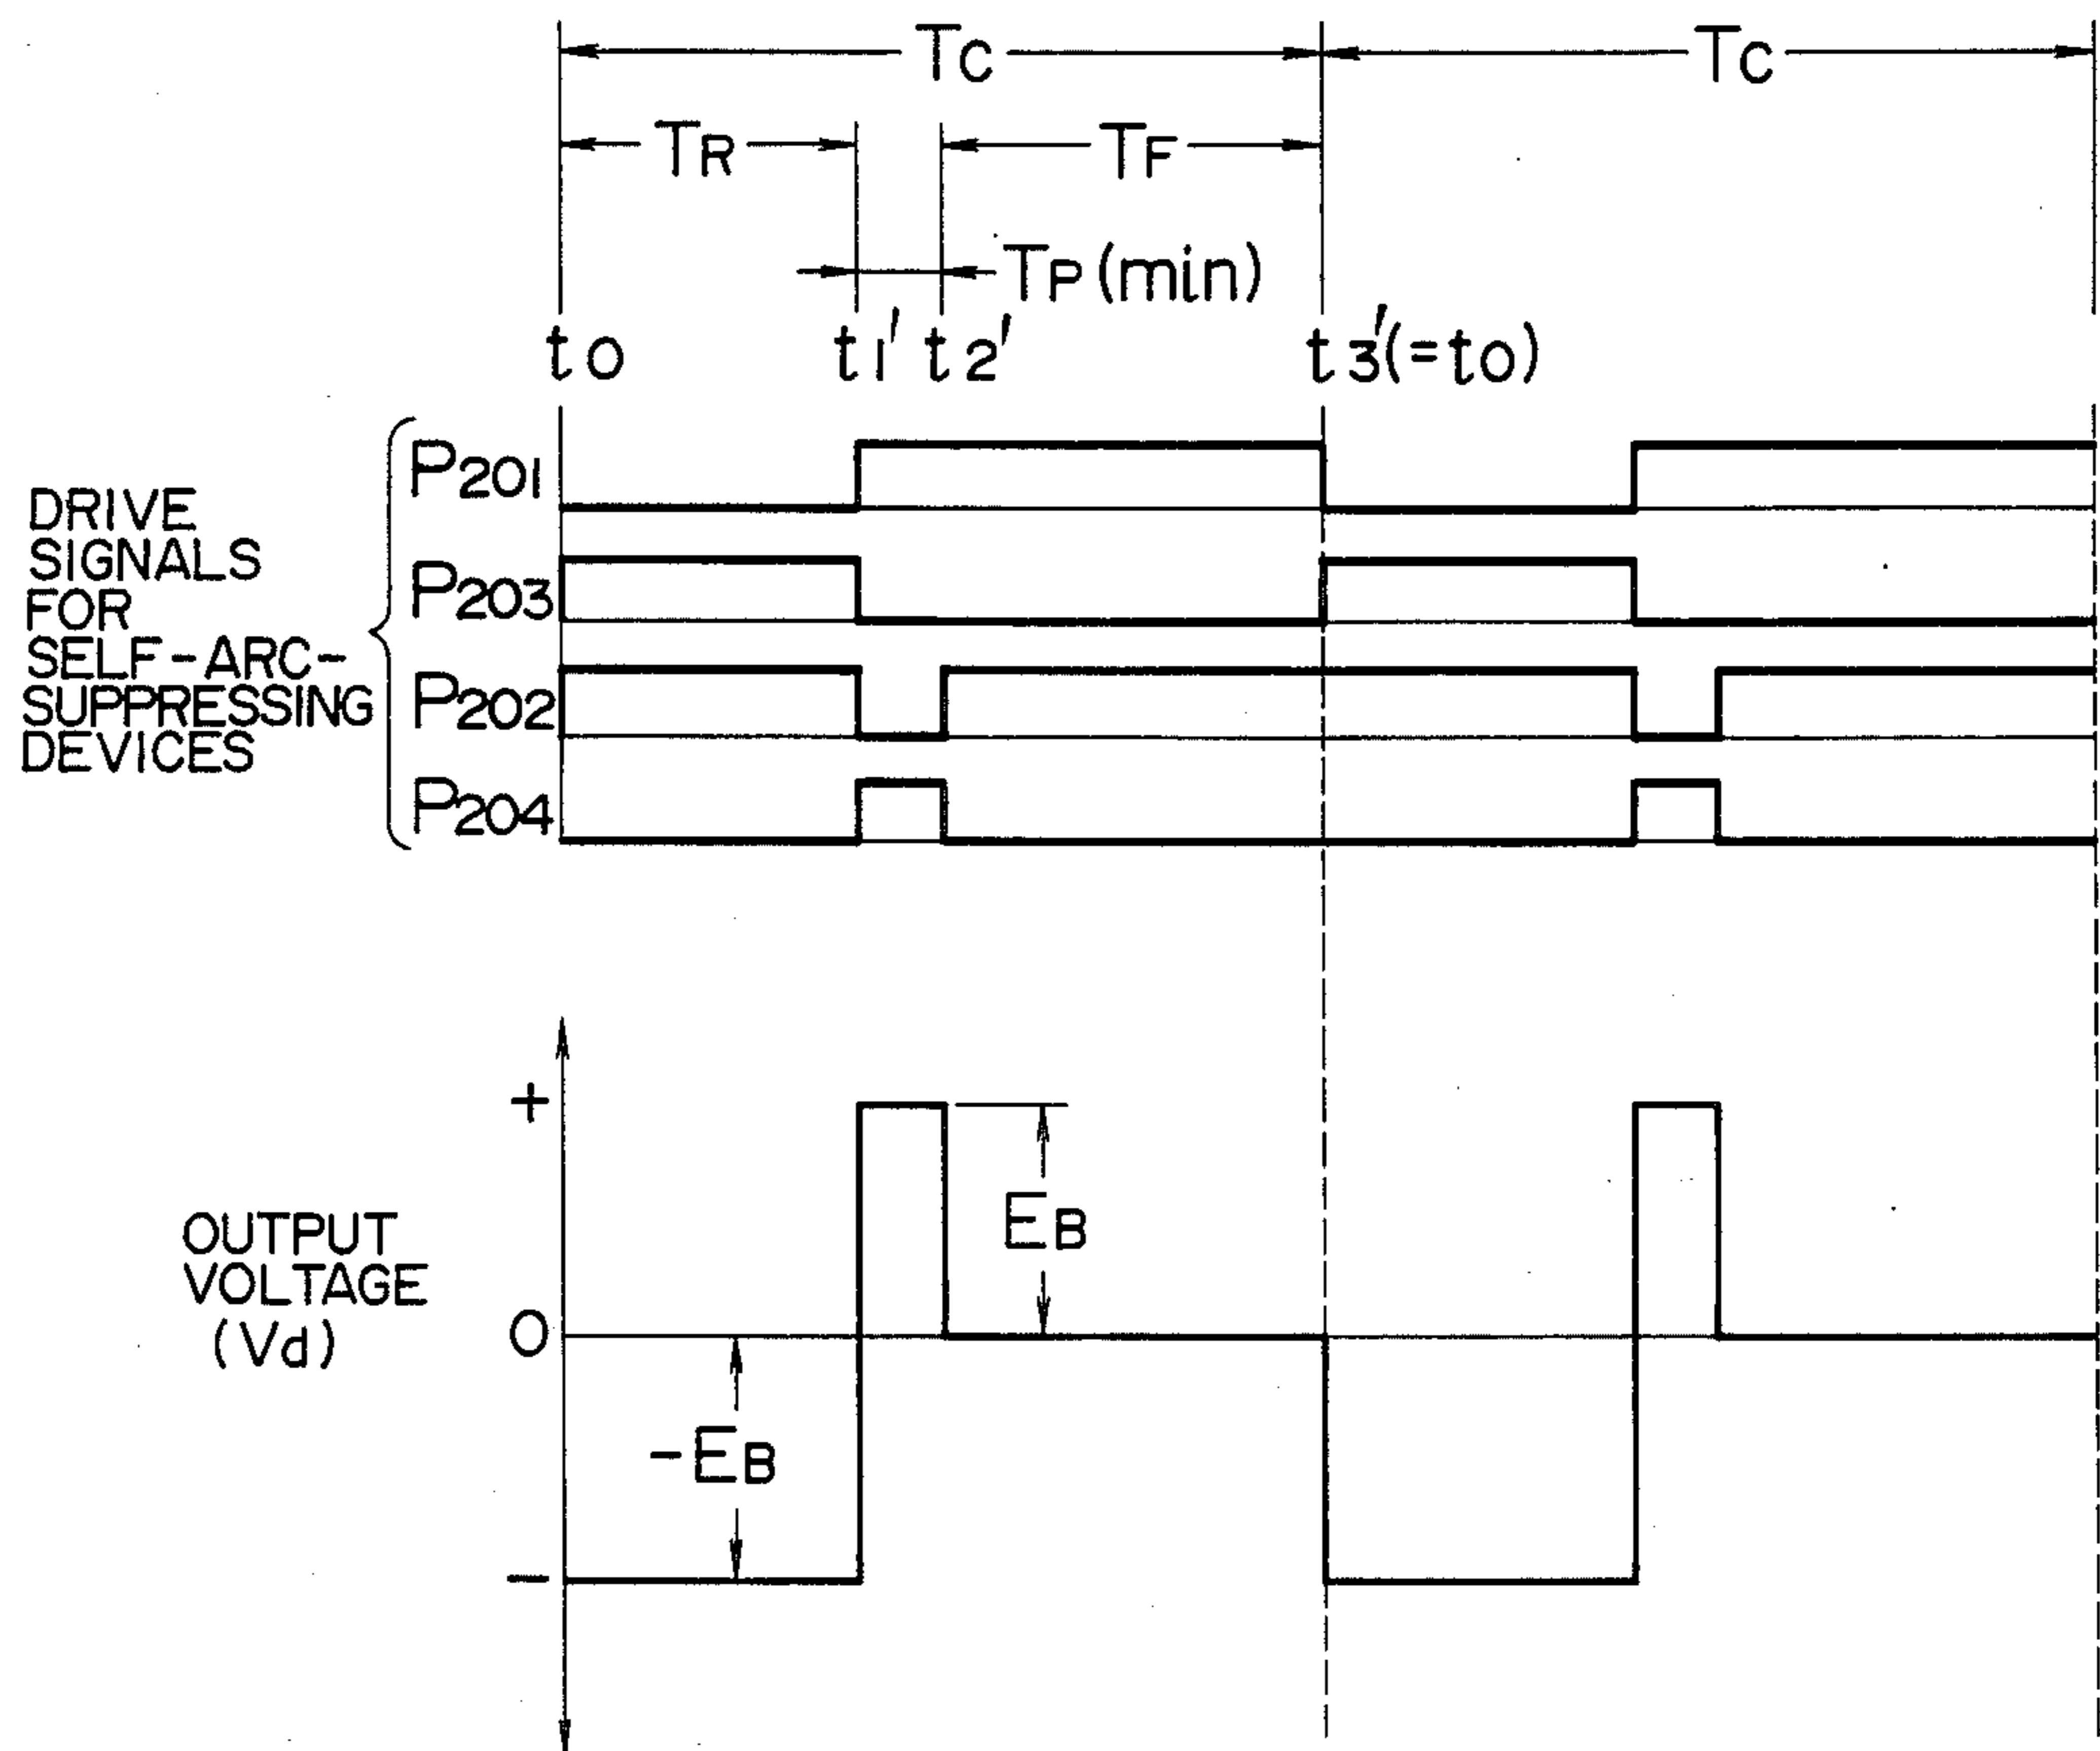 TC TC
TR TF
TP (min)
t0 t1' t2' t3'(=t0)
DRIVE
SIGNALS
FOR
SELF-ARC-
SUPPRESSING
DEVICES
P201
P203
P202
P204
+
EB
OUTPUT
VOLTAGE
(Vd)
0
-EB
-